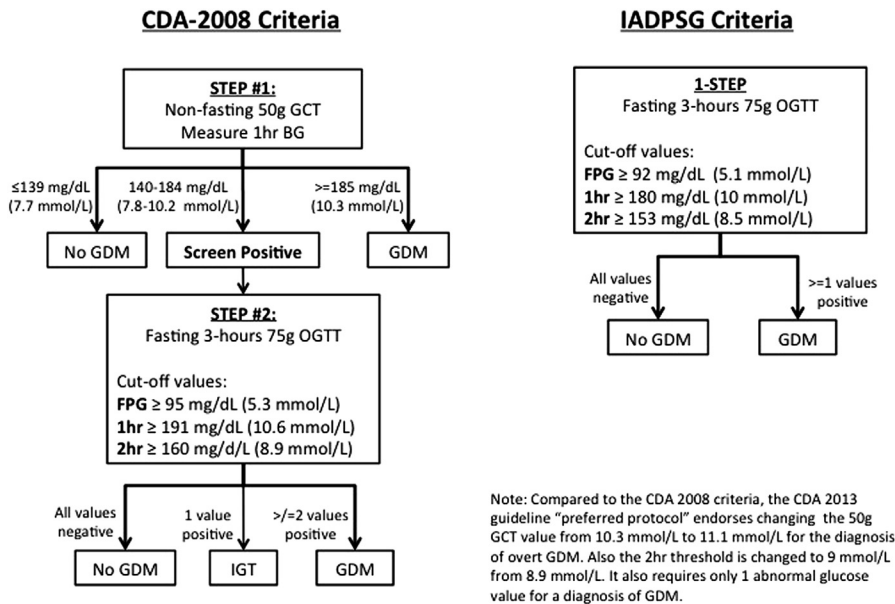 CDA-2008 Criteria
STEP #1:
Non-fasting 50g GCT
Measure 1hr BG
≤139 mg/dL
(7.7 mmol/L)
140-184 mg/dL
(7.8-10.2 mmol/L)
>=185 mg/dL
(10.3 mmol/L)
No GDM
Screen Positive
GDM
STEP #2:
Fasting 3-hours 75g OGTT
Cut-off values:
FPG ≥ 95 mg/dL (5.3 mmol/L)
1hr ≥ 191 mg/dL (10.6 mmol/L)
2hr ≥ 160 mg/d/L (8.9 mmol/L)
All values
negative
1 value
positive
>/=2 values
positive
No GDM
IGT
GDM
IADPSG Criteria
1-STEP
Fasting 3-hours 75g OGTT
Cut-off values:
FPG ≥ 92 mg/dL (5.1 mmol/L)
1hr ≥ 180 mg/dL (10 mmol/L)
2hr ≥ 153 mg/dL (8.5 mmol/L)
All values
negative
>=1 values
positive
No GDM
GDM
Note: Compared to the CDA 2008 criteria, the CDA 2013
guideline “preferred protocol” endorses changing the 50g
GCT value from 10.3 mmol/L to 11.1 mmol/L for the diagnosis
of overt GDM. Also the 2hr threshold is changed to 9 mmol/L
from 8.9 mmol/L. It also requires only 1 abnormal glucose
value for a diagnosis of GDM.